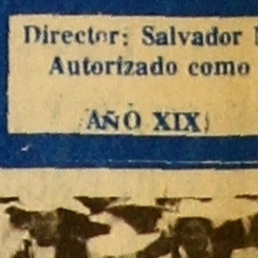 Director: Salvador
Autorizado como
AÑO XIX